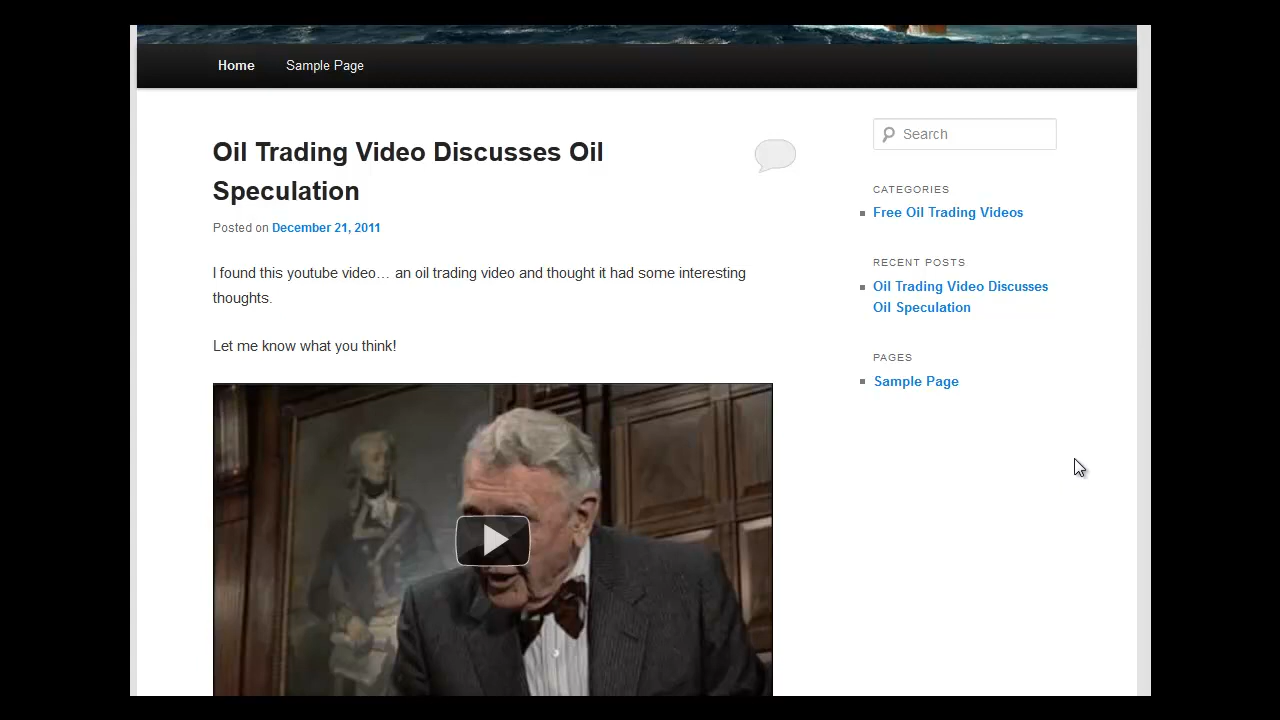 Home
Sample Page
Oil Trading Video Discusses Oil
Speculation
Posted on December 21, 2011
I found this youtube video… an oil trading video and thought it had some interesting
thoughts.
Let me know what you think!
Search
CATEGORIES
Free Oil Trading Videos
RECENT POSTS
Oil Trading Video Discusses
Oil Speculation
PAGES
Sample Page